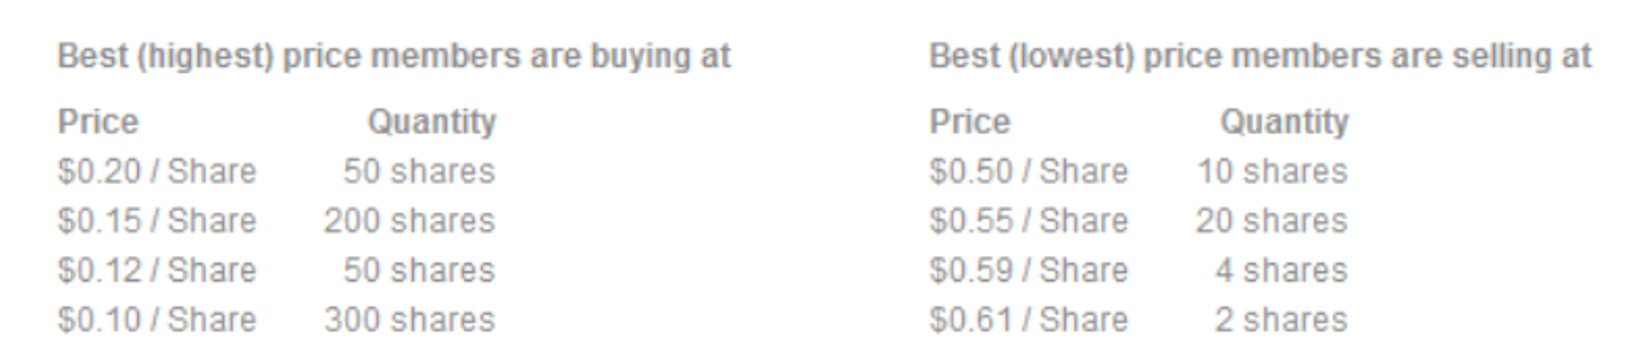 Best (highest) price members are buying at
Price Quantity
$0.20 / Share 50 shares
$0.15 / Share 200 shares
$0.12 / Share 50 shares
$0.10 / Share 300 shares
Best (lowest) price members are selling at
Price Quantity
$0.50 / Share 10 shares
$0.55 / Share 20 shares
$0.59 / Share 4 shares
$0.61 / Share 2 shares